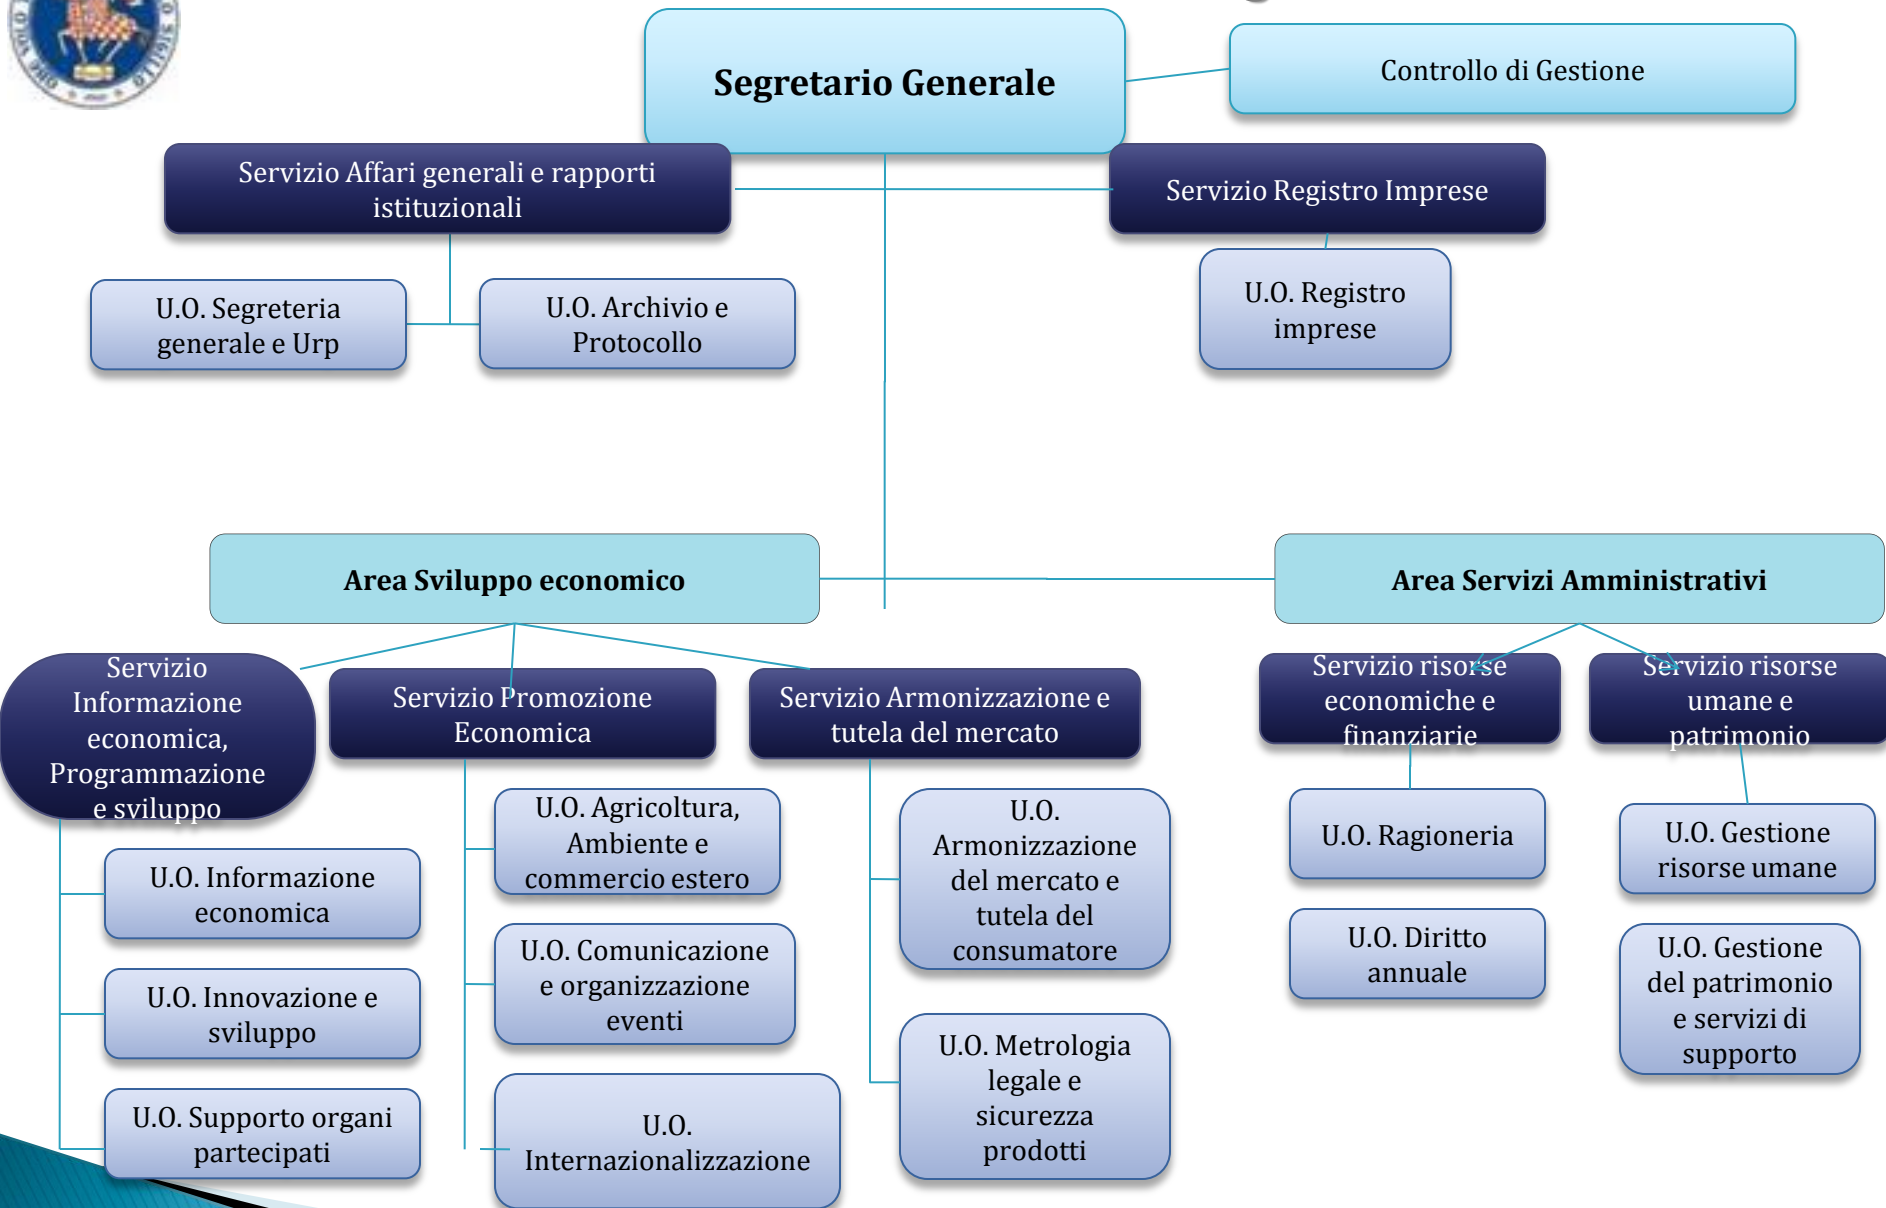 Segretario Generale
Controllo di Gestione
Servizio Affari generali e rapporti
istituzionali
Servizio Registro Imprese
U.O. Segreteria
generale e Urp
U.O. Archivio e
Protocollo
U.O. Registro
imprese
Area Sviluppo economico
Area Servizi Amministrativi
Servizio
Informazione
economica,
Programmazione
e sviluppo
Servizio Promozione
Economica
Servizio Armonizzazione e
tutela del mercato
Servizio risorse
economiche e
finanziarie
Servizio risorse
umane e
patrimonio
U.O. Informazione
economica
U.O. Innovazione e
sviluppo
U.O. Supporto organi
partecipati
U.O. Agricoltura,
Ambiente e
commercio estero
U.O. Comunicazione
e organizzazione
eventi
U.O.
Internazionalizzazione
U.O.
Armonizzazione
del mercato e
tutela del
consumatore
U.O. Metrologia
legale e
sicurezza
prodotti
U.O. Ragioneria
U.O. Diritto
annuale
U.O. Gestione
risorse umane
U.O. Gestione
del patrimonio
e servizi di
supporto